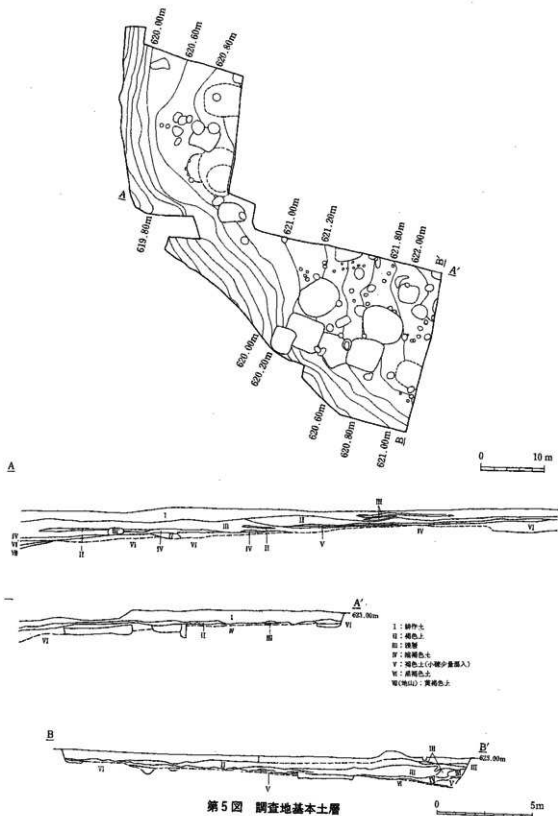 620.00m
620.60m
620.80m
A
619.80m
621.00m
621.20m
621.80m
622.00m
B'
A'
620.00m
620.20m
620.60m
620.80m
621.00m
B
0 10 m
A
III
I
II
III
VI
IV
VI
VII
II
VI
IV
VI
IV
II
V
IV
A'
623.00m
I
VI
II
IV
III
VI
I：耕作土
II：褐色土
III：礫層
IV：暗褐色土
V：褐色土(小礫少量混入)
VI：黒褐色土
VII(地山)：黄褐色土
B
III
B'
623.00m
I
II
III
III
VI
V
VI
IV
V
第5図 調査地基本土層
0 5m